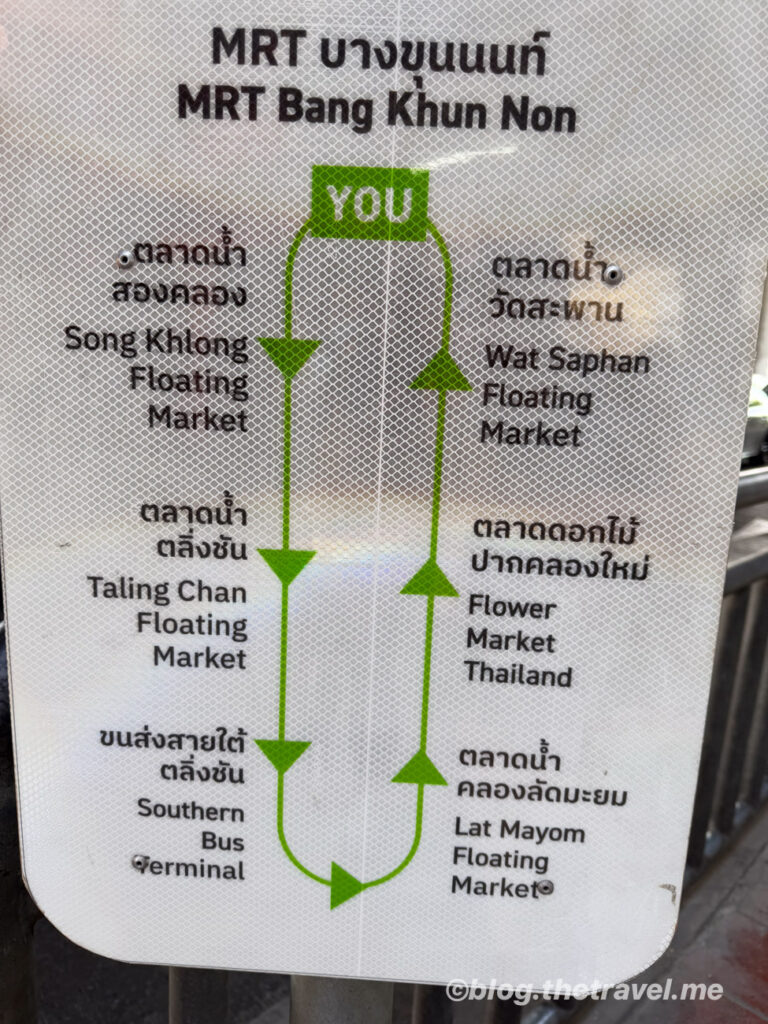 MRT บางขุนนนท์
MRT Bang Khun Non
YOU
ตลาดน้ำ
สองคลอง
Song Khlong
Floating
Market
ตลาดน้ำ
ตลิ่งชัน
Taling Chan
Floating
Market
ขนส่งสายใต้
ตลิ่งชัน
Southern
Bus
Terminal
ตลาดน้ำ
วัดสะพาน
Wat Saphan
Floating
Market
ตลาดดอกไม้
ปากคลองใหม่
Flower
Market
Thailand
ตลาดน้ำ
คลองลัดมะยม
Lat Mayom
Floating
Market
©blog.thetravel.me